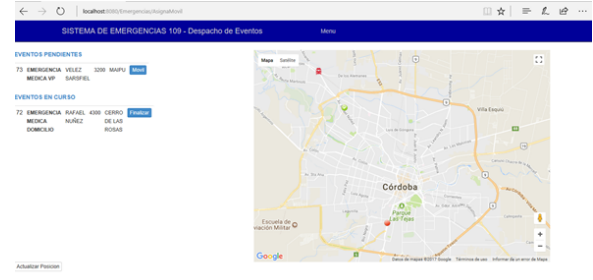 localhost:8080/Emergencias/AsignaMovil
SISTEMA DE EMERGENCIAS 109 - Despacho de Eventos
Menu
EVENTOS PENDIENTES
73 EMERGENCIA MEDICA VP VELEZ SARSFIEL 3200 MAIPU Movil
EVENTOS EN CURSO
72 EMERGENCIA MEDICA DOMICILIO RAFAEL NUÑEZ 4300 CERRO DE LAS ROSAS Finalizar
Actualizar Posicion
Mapa Satélite
Villa Esquiú
Córdoba
Parque
Las Tejas
Escuela de
viación Militar
Google
Datos de mapas ©2017 Google Términos de uso Informar de un error de Maps